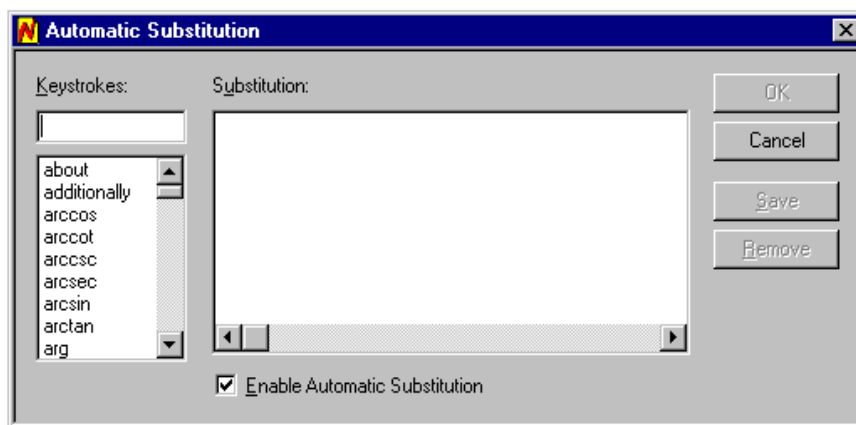 Automatic Substitution
Keystrokes:
Substitution:
about
additionally
arccos
arccot
arccsc
arcsec
arcsin
arctan
arg
Enable Automatic Substitution
OK
Cancel
Save
Remove